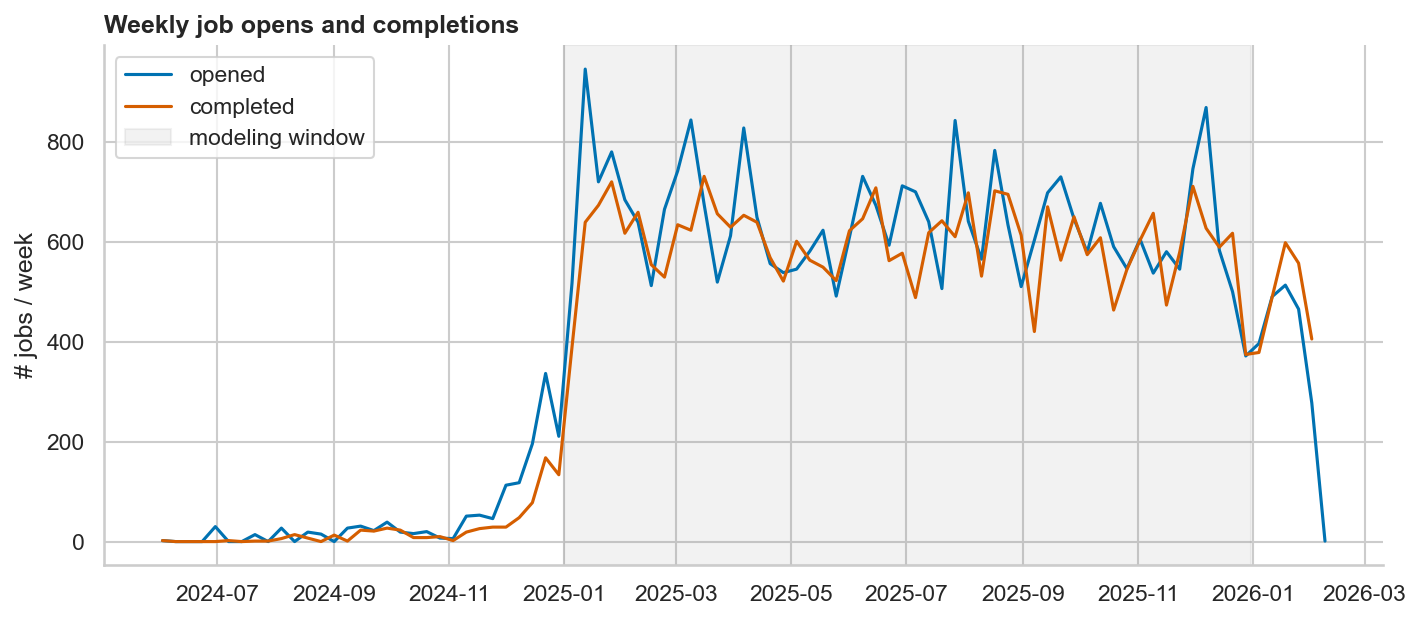 Weekly job opens and completions
opened
completed
modeling window
# jobs / week
800
600
400
200
0
2024-07 2024-09 2024-11 2025-01 2025-03 2025-05 2025-07 2025-09 2025-11 2026-01 2026-03